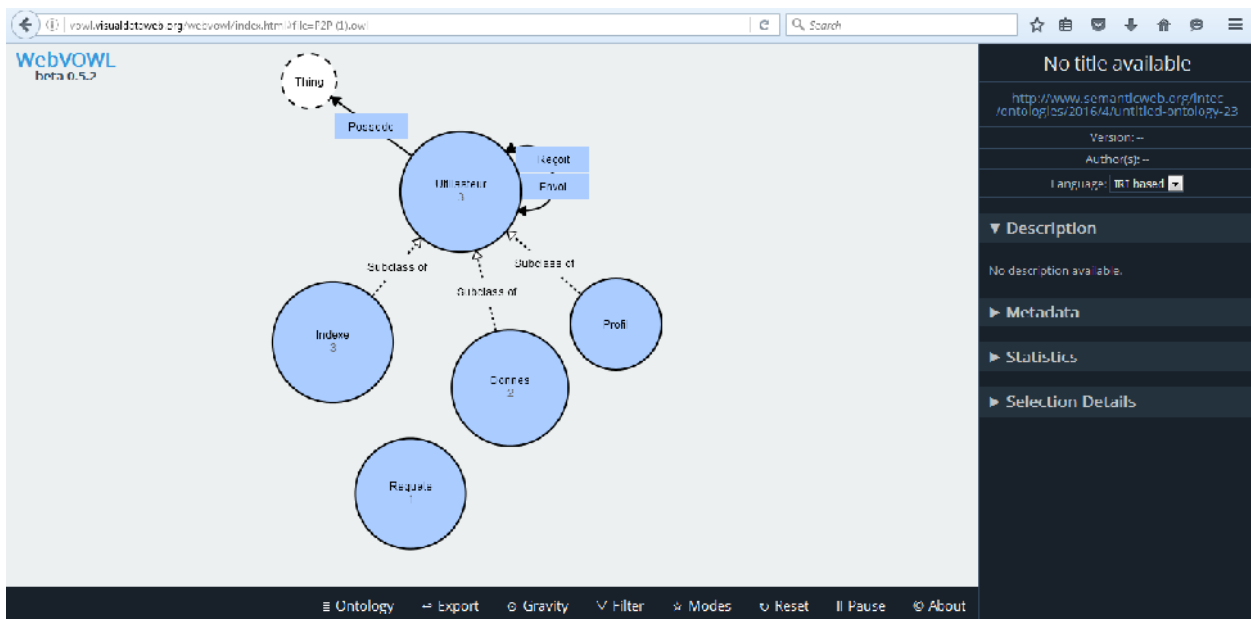 vowl.visualdataweb.org/webvowl/index.html#file=P2P (1).owl
Search
WebVOWL
beta 0.5.2
Thing
Possede
Reçoit
Utilisateur
3
Envoi
Subclass of
Subclass of
Subclass of
Indexe
3
Profil
Donnes
2
Requete
1
No title available
http://www.semanticweb.org/intec
/ontologies/2016/4/untitled-ontology-23
Version: --
Author(s): --
Language: IRI based
▼ Description
No description available.
► Metadata
► Statistics
► Selection Details
Ontology Export Gravity Filter Modes Reset Pause © About